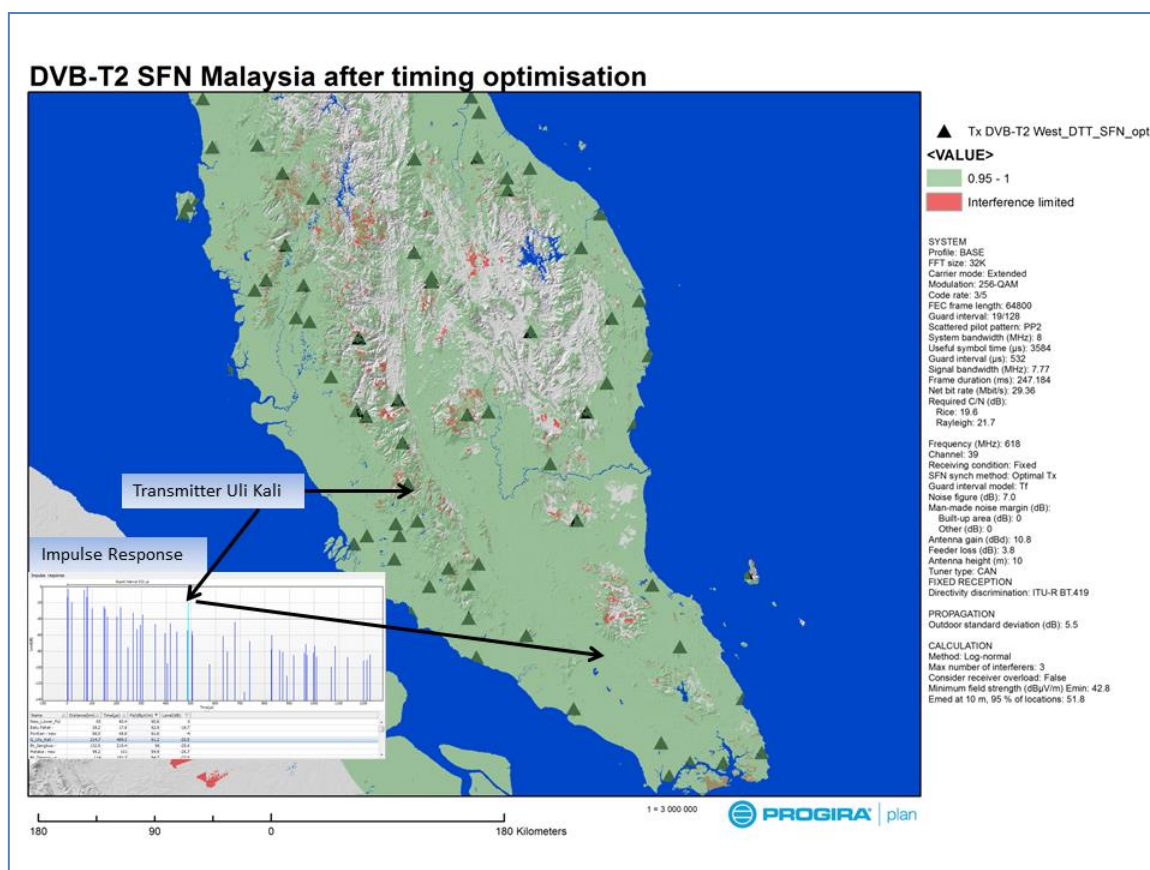 DVB-T2 SFN Malaysia after timing optimisation
Tx DVB-T2 West_DTT_SFN_opt
<VALUE>
0.95 - 1
Interference limited
SYSTEM
Profile: BASE
FFT size: 32K
Carrier mode: Extended
Modulation: 256-QAM
Code rate: 3/5
FEC frame length: 64800
Guard interval: 19/128
Scattered pilot pattern: PP2
System bandwidth (MHz): 8
Useful symbol time (µs): 3584
Guard interval (µs): 532
Signal bandwidth (MHz): 7.77
Frame duration (ms): 247.184
Net bit rate (Mbit/s): 29.36
Required C/N (dB):
Rice: 19.6
Rayleigh: 21.7
Frequency (MHz): 618
Channel: 39
Receiving condition: Fixed
SFN synch method: Optimal Tx
Guard interval model: Tf
Noise figure (dB): 7.0
Man-made noise margin (dB):
Built-up area (dB): 0
Other (dB): 0
Antenna gain (dBd): 10.8
Feeder loss (dB): 3.8
Antenna height (m): 10
Tuner type: CAN
FIXED RECEPTION
Directivity discrimination: ITU-R BT.419
PROPAGATION
Outdoor standard deviation (dB): 5.5
CALCULATION
Method: Log-normal
Max number of interferers: 3
Consider receiver overload: False
Minimum field strength (dBµV/m) Emin: 42.8
Emed at 10 m, 95 % of locations: 51.8
Transmitter Uli Kali
Impulse Response
Impulse response
1 = 3 000 000
PROGIRA | plan
180 90 0 180 Kilometers